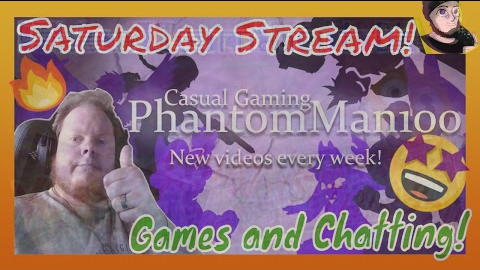 Saturday Stream!
Casual Gaming
PhantomMan100
New videos every week!
Games and Chatting!